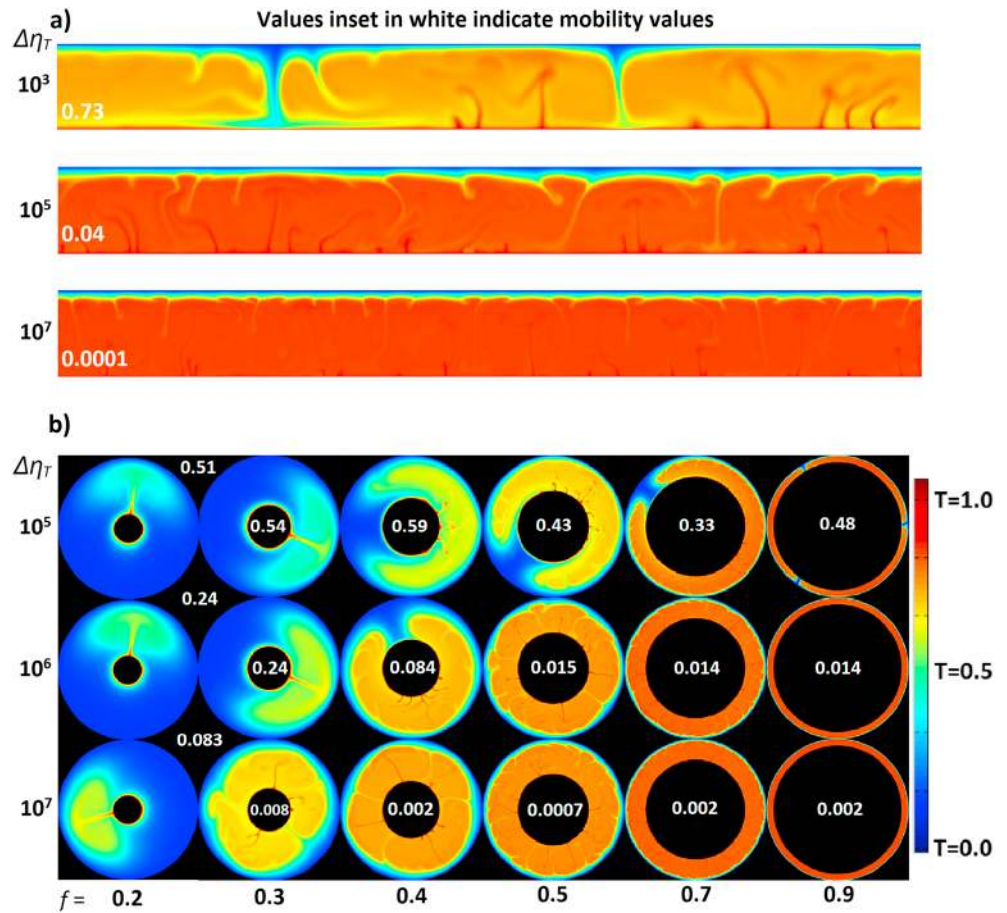 a) Values inset in white indicate mobility values
Δη_T
10³
0.73
10⁵
0.04
10⁷
0.0001
b)
Δη_T
0.51
10⁵ 0.54 0.59 0.43 0.33 0.48
T=1.0
0.24
10⁶ 0.24 0.084 0.015 0.014 0.014
T=0.5
0.083
10⁷ 0.008 0.002 0.0007 0.002 0.002
T=0.0
f = 0.2 0.3 0.4 0.5 0.7 0.9